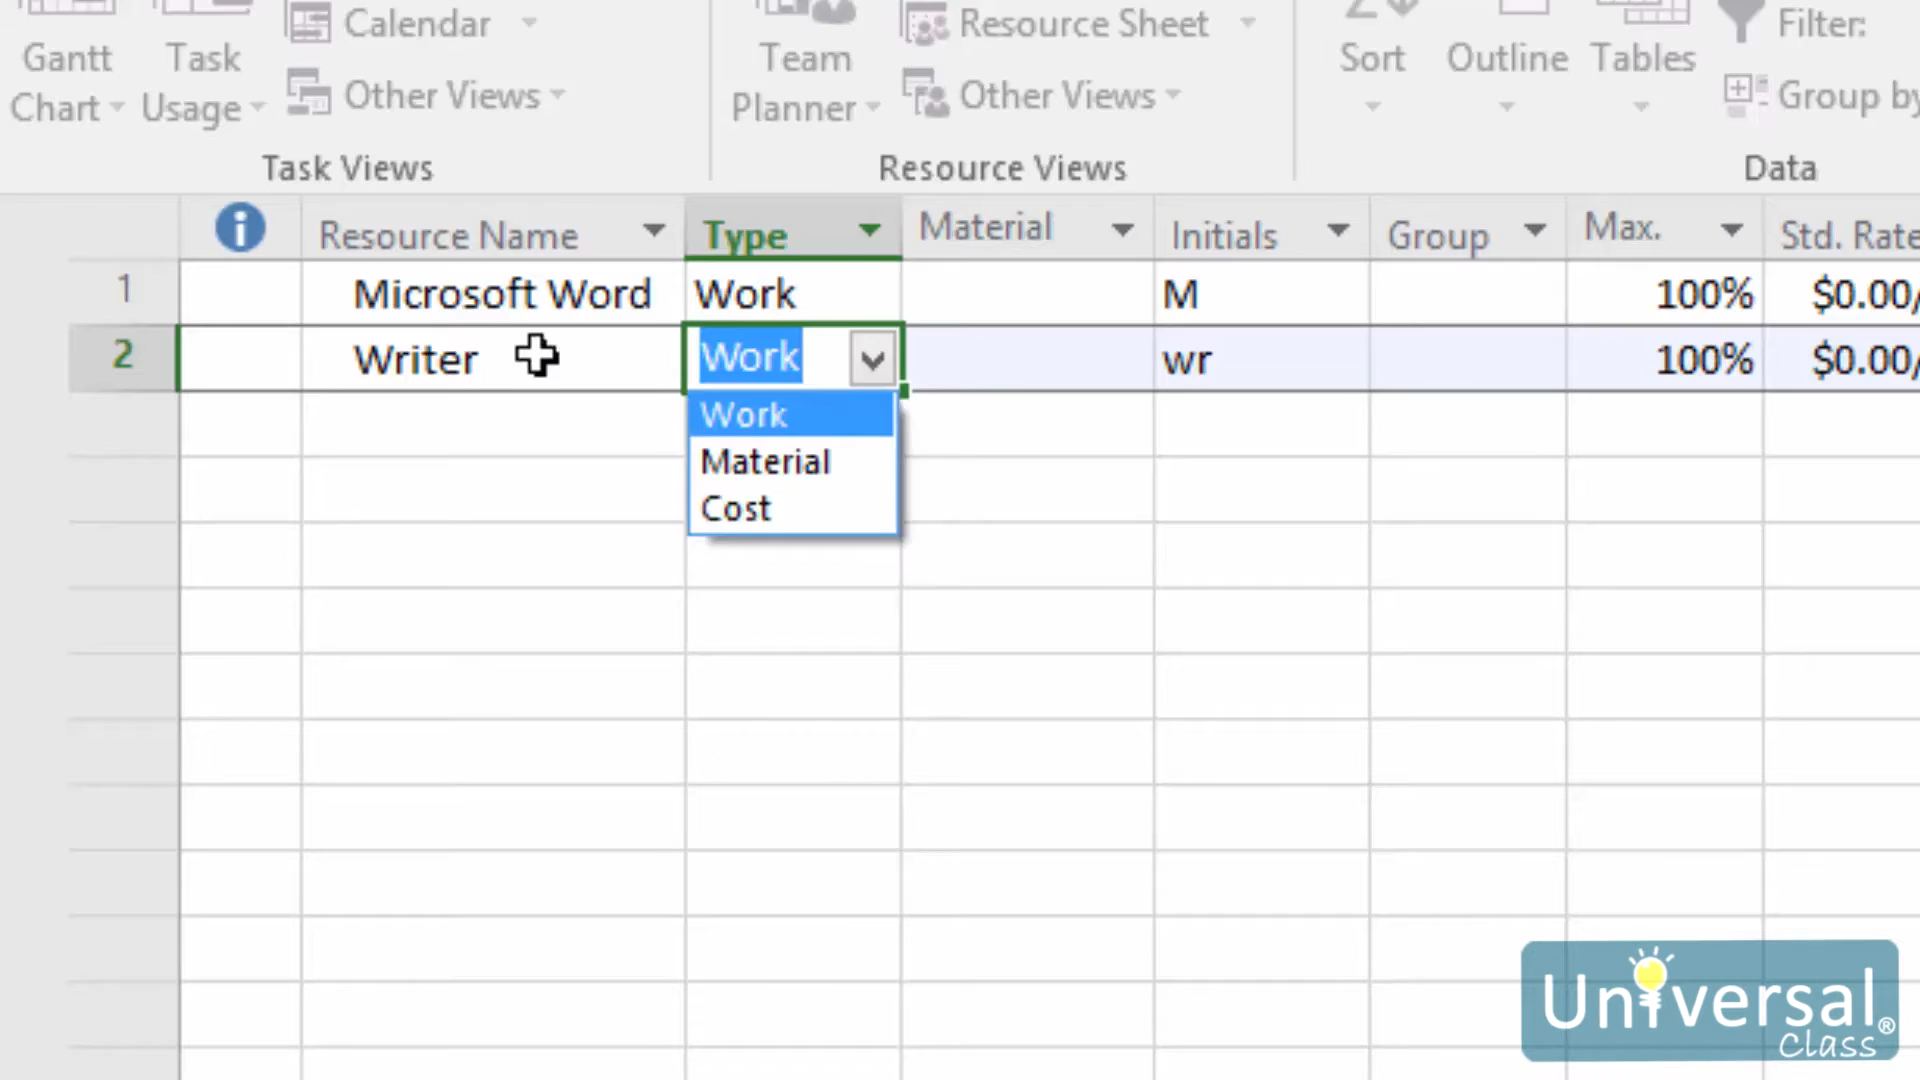 Gantt Chart
Task Usage
Calendar
Other Views
Task Views
Team Planner
Resource Sheet
Other Views
Resource Views
Sort
Outline
Tables
Filter:
Group by
Data
Resource Name Type Material Initials Group Max. Std. Rate
1 Microsoft Word Work M 100% $0.00/
2 Writer Work wr 100% $0.00/
Work
Material
Cost
Universal®
Class